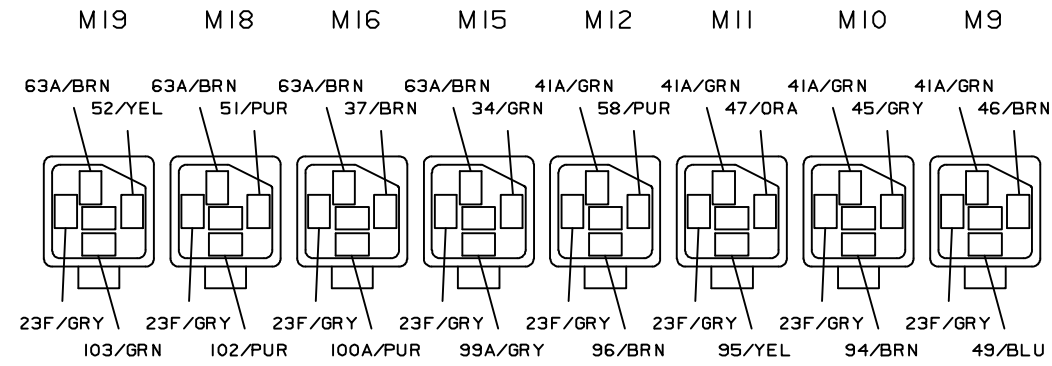 M19 M18 M16 M15 M12 M11 M10 M9
63A/BRN 63A/BRN 63A/BRN 63A/BRN 41A/GRN 41A/GRN 41A/GRN 41A/GRN
52/YEL 51/PUR 37/BRN 34/GRN 58/PUR 47/ORA 45/GRY 46/BRN
23F/GRY 23F/GRY 23F/GRY 23F/GRY 23F/GRY 23F/GRY 23F/GRY 23F/GRY
103/GRN 102/PUR 100A/PUR 99A/GRY 96/BRN 95/YEL 94/BRN 49/BLU